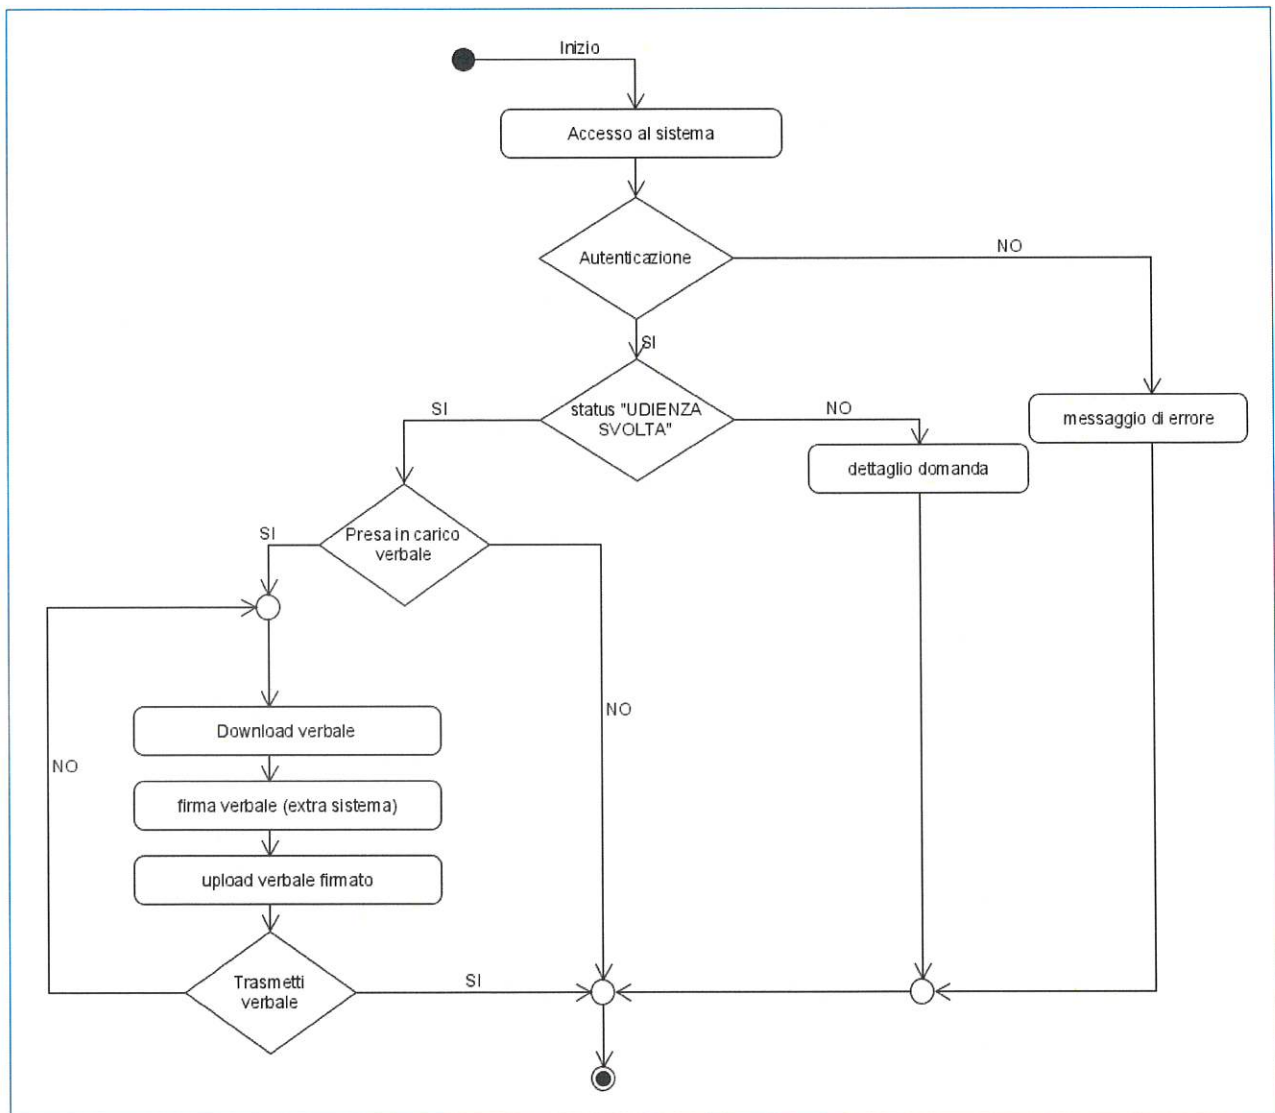 Inizio
Accesso al sistema
Autenticazione
NO
SI
status "UDIENZA
SVOLTA"
SI
NO
messaggio di errore
dettaglio domanda
Presa in carico
verbale
SI
NO
Download verbale
NO
firma verbale (extra sistema)
upload verbale firmato
Trasmetti
verbale
SI